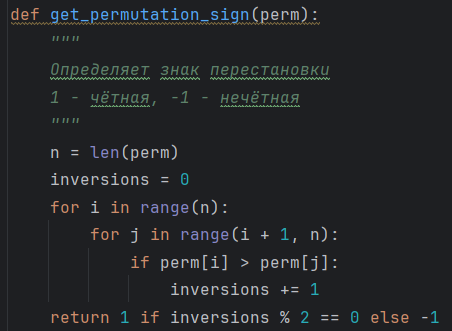 def get_permutation_sign(perm):
    """
    Определяет знак перестановки
    1 - чётная, -1 - нечётная
    """
    n = len(perm)
    inversions = 0
    for i in range(n):
        for j in range(i + 1, n):
            if perm[i] > perm[j]:
                inversions += 1
    return 1 if inversions % 2 == 0 else -1